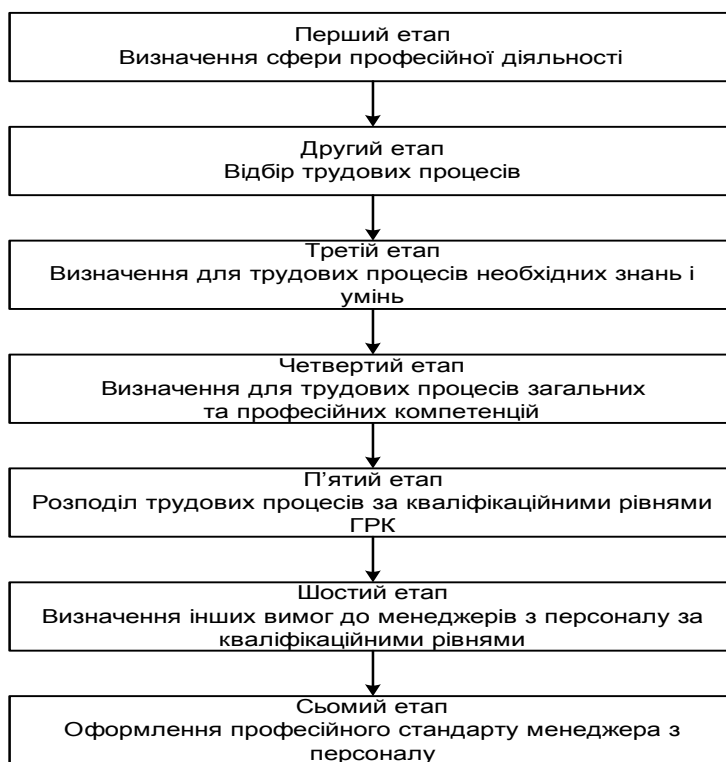 Перший етап
Визначення сфери професійної діяльності
Другий етап
Відбір трудових процесів
Третій етап
Визначення для трудових процесів необхідних знань і
умінь
Четвертий етап
Визначення для трудових процесів загальних
та професійних компетенцій
П’ятий етап
Розподіл трудових процесів за кваліфікаційними рівнями
ГРК
Шостий етап
Визначення інших вимог до менеджерів з персоналу за
кваліфікаційними рівнями
Сьомий етап
Оформлення професійного стандарту менеджера з
персоналу